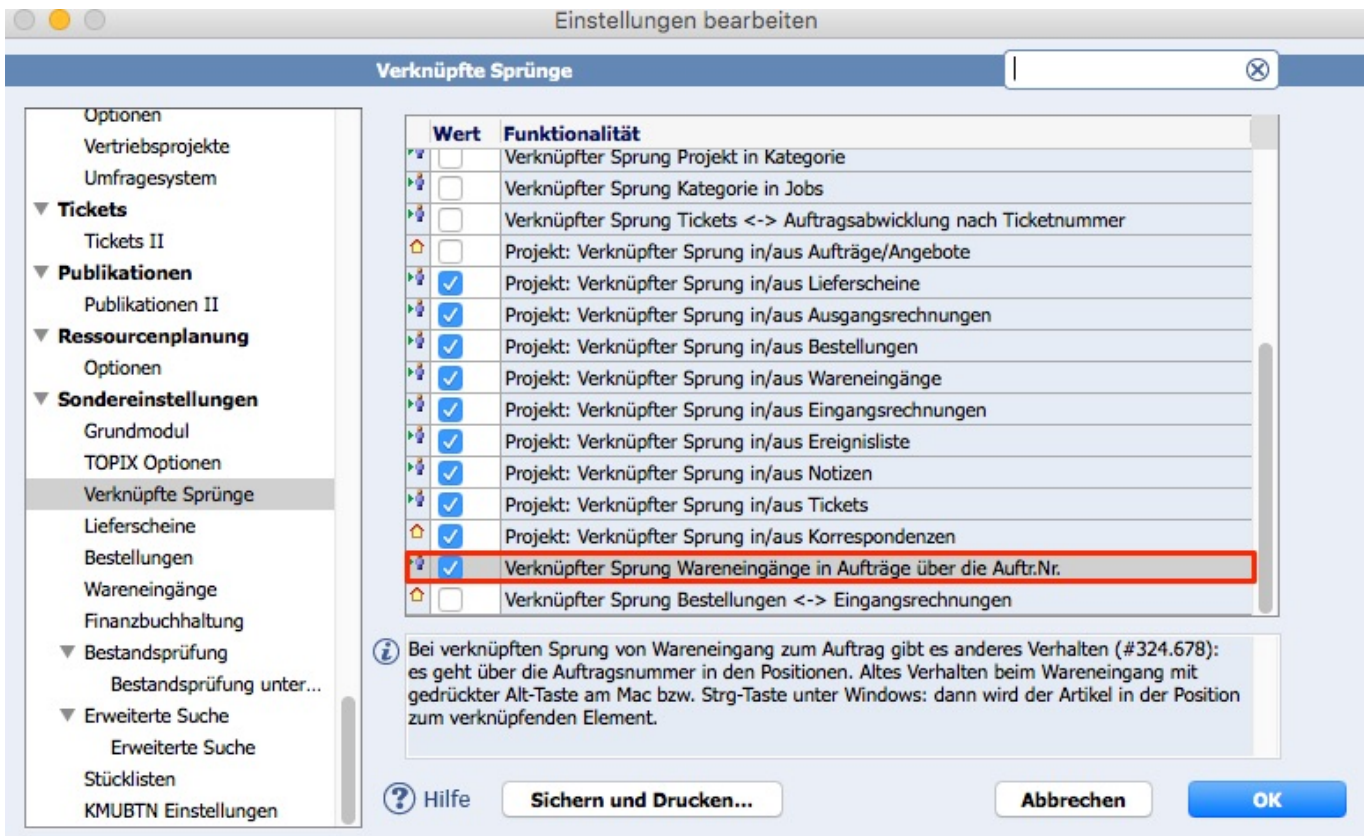 Einstellungen bearbeiten
Verknüpfte Sprünge
Optionen
Vertriebsprojekte
Umfragesystem
Tickets
Tickets II
Publikationen
Publikationen II
Ressourcenplanung
Optionen
Sondereinstellungen
Grundmodul
TOPIX Optionen
Verknüpfte Sprünge
Lieferscheine
Bestellungen
Wareneingänge
Finanzbuchhaltung
Bestandsprüfung
Bestandsprüfung unter...
Erweiterte Suche
Erweiterte Suche
Stücklisten
KMUBTN Einstellungen
Wert Funktionalität
Verknüpfter Sprung Projekt in Kategorie
Verknüpfter Sprung Kategorie in Jobs
Verknüpfter Sprung Tickets <-> Auftragsabwicklung nach Ticketnummer
Projekt: Verknüpfter Sprung in/aus Aufträge/Angebote
Projekt: Verknüpfter Sprung in/aus Lieferscheine
Projekt: Verknüpfter Sprung in/aus Ausgangsrechnungen
Projekt: Verknüpfter Sprung in/aus Bestellungen
Projekt: Verknüpfter Sprung in/aus Wareneingänge
Projekt: Verknüpfter Sprung in/aus Eingangsrechnungen
Projekt: Verknüpfter Sprung in/aus Ereignisliste
Projekt: Verknüpfter Sprung in/aus Notizen
Projekt: Verknüpfter Sprung in/aus Tickets
Projekt: Verknüpfter Sprung in/aus Korrespondenzen
Verknüpfter Sprung Wareneingänge in Aufträge über die Auftr.Nr.
Verknüpfter Sprung Bestellungen <-> Eingangsrechnungen
Bei verknüpften Sprung von Wareneingang zum Auftrag gibt es anderes Verhalten (#324.678):
es geht über die Auftragsnummer in den Positionen. Altes Verhalten beim Wareneingang mit
gedrückter Alt-Taste am Mac bzw. Strg-Taste unter Windows: dann wird der Artikel in der Position
zum verknüpfenden Element.
Hilfe
Sichern und Drucken...
Abbrechen
OK